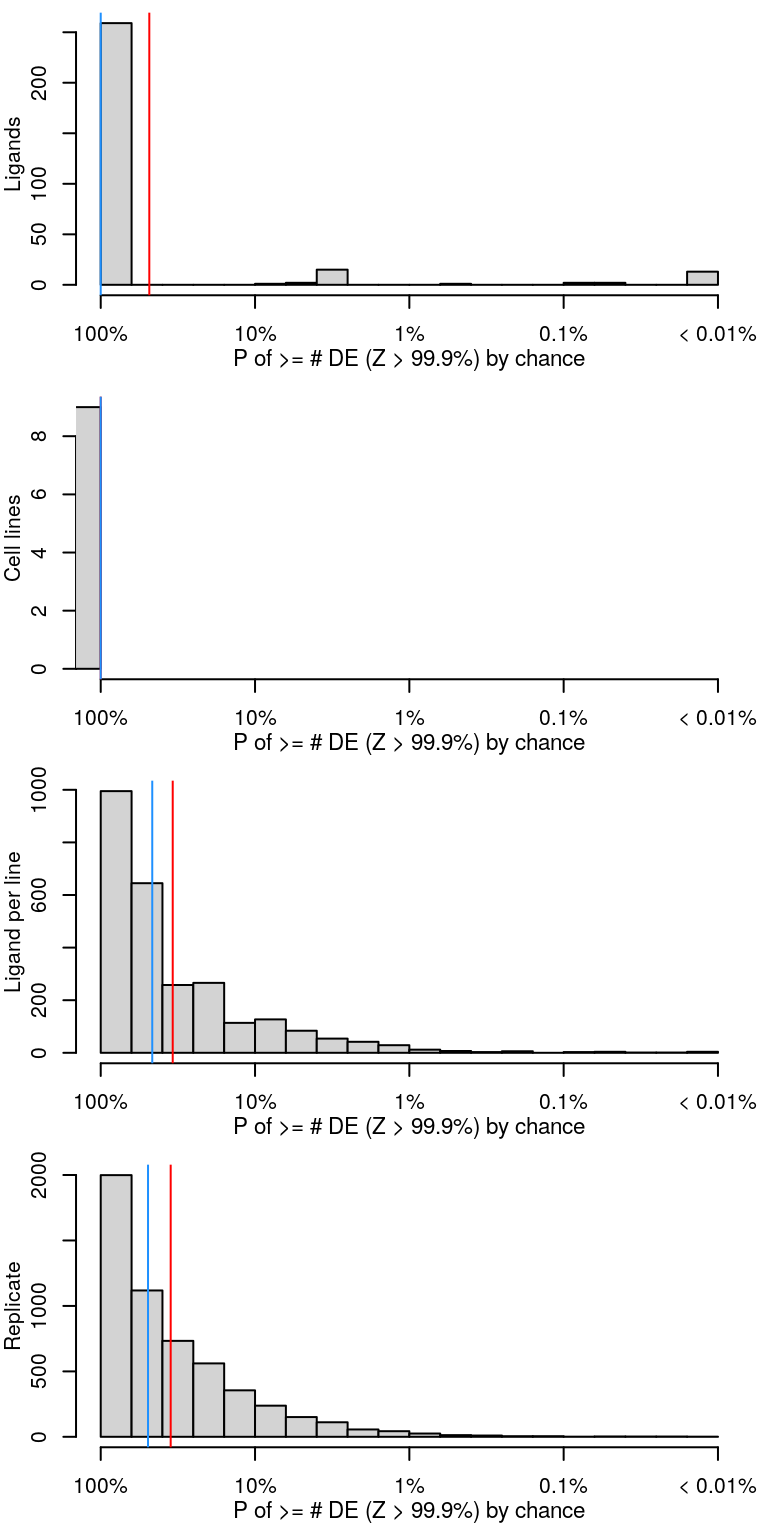 Ligands
200
100
50
0
100% 10% 1% 0.1% < 0.01%
P of >= # DE (Z > 99.9%) by chance
Cell lines
8
6
4
2
0
100% 10% 1% 0.1% < 0.01%
P of >= # DE (Z > 99.9%) by chance
Ligand per line
1000
600
200
0
100% 10% 1% 0.1% < 0.01%
P of >= # DE (Z > 99.9%) by chance
Replicate
2000
1000
500
0
100% 10% 1% 0.1% < 0.01%
P of >= # DE (Z > 99.9%) by chance